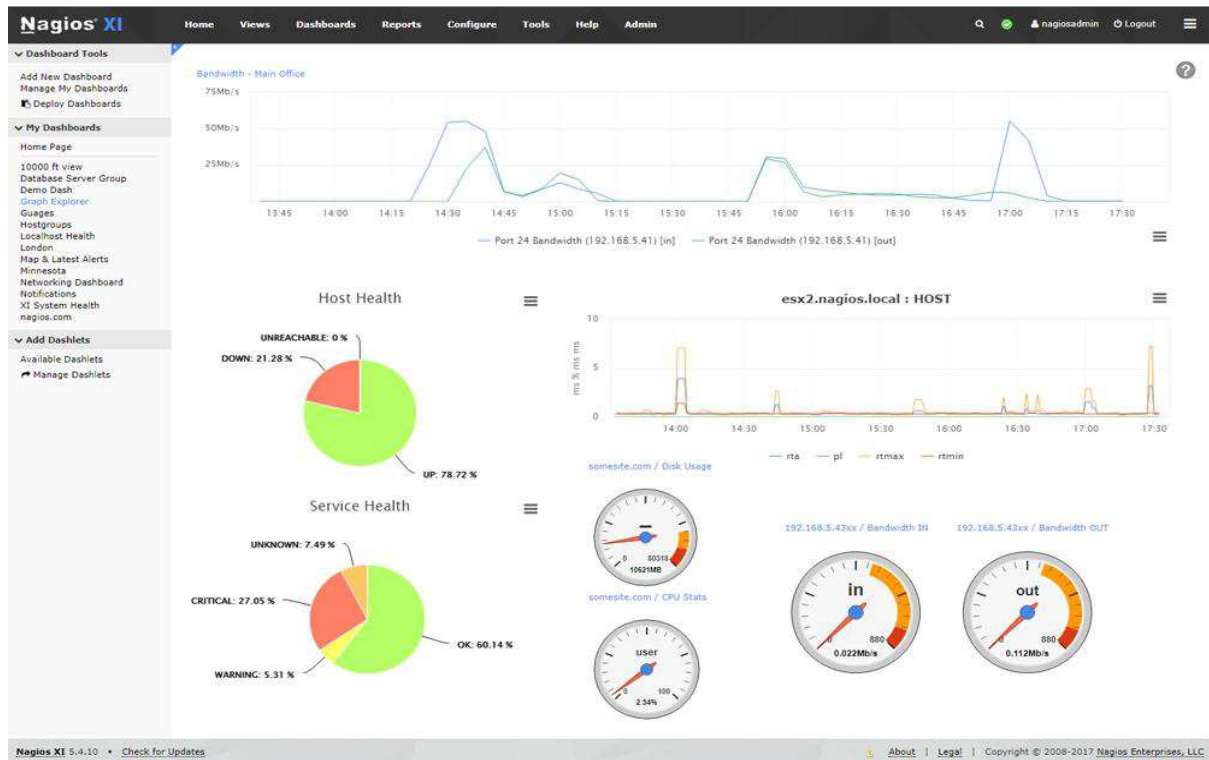 Nagios® XI
Home Views Dashboards Reports Configure Tools Help Admin
nagiosadmin Logout
Dashboard Tools
Add New Dashboard
Manage My Dashboards
Deploy Dashboards
My Dashboards
Home Page
10000 ft view
Database Server Group
Demo Dash
Graph Explorer
Guages
Hostgroups
Localhost Health
London
Map & Latest Alerts
Minnesota
Networking Dashboard
Notifications
XI System Health
nagios.com
Add Dashlets
Available Dashlets
Manage Dashlets
Bandwidth - Main Office
75Mb/s
50Mb/s
25Mb/s
13:45 14:00 14:15 14:30 14:45 15:00 15:15 15:30 15:45 16:00 16:15 16:30 16:45 17:00 17:15 17:30
Port 24 Bandwidth (192.168.5.41) [in] Port 24 Bandwidth (192.168.5.41) [out]
Host Health
UNREACHABLE: 0 %
DOWN: 21.28 %
UP: 78.72 %
esx2.nagios.local : HOST
10
5
0
ms % ms ms
14:00 14:30 15:00 15:30 16:00 16:30 17:00 17:30
rta pl rtmax rtmin
Service Health
UNKNOWN: 7.49 %
CRITICAL: 27.05 %
OK: 60.14 %
WARNING: 5.31 %
somesite.com / Disk Usage
0 80318
10621MB
somesite.com / CPU Stats
user
0 100
2.54%
192.168.5.43xx / Bandwidth IN
in
0 880
0.022Mb/s
192.168.5.43xx / Bandwidth OUT
out
0 880
0.112Mb/s
Nagios XI 5.4.10 • Check for Updates
About | Legal | Copyright © 2008-2017 Nagios Enterprises, LLC